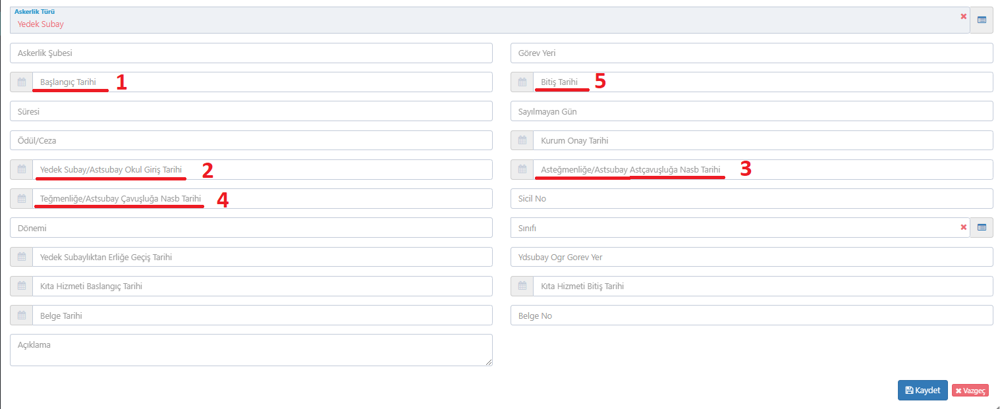 Askerlik Türü
Yedek Subay
Askerlik Şubesi
Görev Yeri
Başlangıç Tarihi 1
Bitiş Tarihi 5
Süresi
Sayılmayan Gün
Ödül/Ceza
Kurum Onay Tarihi
Yedek Subay/Astsubay Okul Giriş Tarihi 2
Asteğmenliğe/Astsubay Astçavuşluğa Nasb Tarihi 3
Teğmenliğe/Astsubay Çavuşluğa Nasb Tarihi 4
Sicil No
Dönemi
Sınıfı
Yedek Subaylıktan Erliğe Geçiş Tarihi
Ydsubay Ogr Gorev Yer
Kıta Hizmeti Baslangıç Tarihi
Kıta Hizmeti Bitiş Tarihi
Belge Tarihi
Belge No
Açıklama
Kaydet
Vazgeç